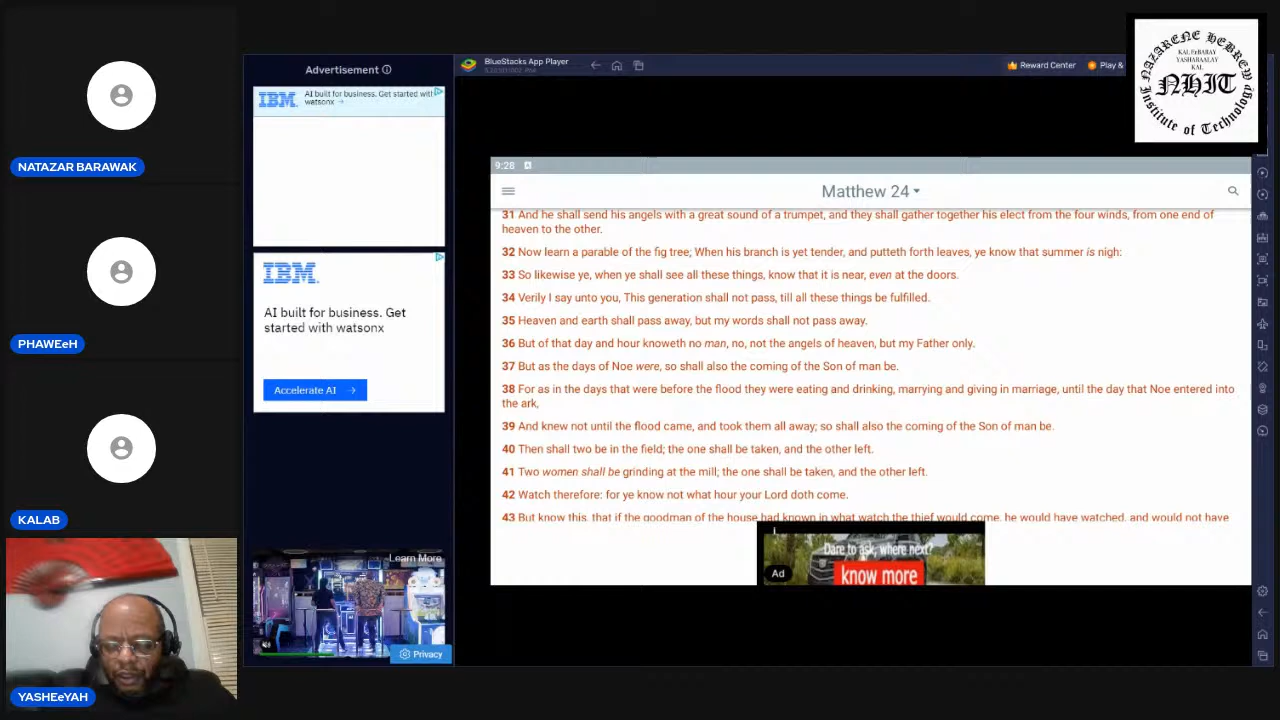 NATAZAR BARAWAK
PHAWEeH
KALAB
YASHEeYAH
Advertisement
IBM.
AI built for business. Get started with
watsonx →
IBM.
AI built for business. Get
started with watsonx
Accelerate AI →
Learn More
Privacy
BlueStacks App Player
Reward Center
Play &
NAZARENE HEBREW
KAL EeBARAY
YASHARAALAY
KAL
NHIT
Institute of Technology
9:28
Matthew 24
31 And he shall send his angels with a great sound of a trumpet, and they shall gather together his elect from the four winds, from one end of
heaven to the other.
32 Now learn a parable of the fig tree; When his branch is yet tender, and putteth forth leaves, ye know that summer is nigh:
33 So likewise ye, when ye shall see all these things, know that it is near, even at the doors.
34 Verily I say unto you, This generation shall not pass, till all these things be fulfilled.
35 Heaven and earth shall pass away, but my words shall not pass away.
36 But of that day and hour knoweth no man, no, not the angels of heaven, but my Father only.
37 But as the days of Noe were, so shall also the coming of the Son of man be.
38 For as in the days that were before the flood they were eating and drinking, marrying and giving in marriage, until the day that Noe entered into
the ark,
39 And knew not until the flood came, and took them all away; so shall also the coming of the Son of man be.
40 Then shall two be in the field; the one shall be taken, and the other left.
41 Two women shall be grinding at the mill; the one shall be taken, and the other left.
42 Watch therefore: for ye know not what hour your Lord doth come.
43 But know this, that if the goodman of the house had known in what watch the thief would come, he would have watched, and would not have
Dare to ask, where next?
Ad
know more